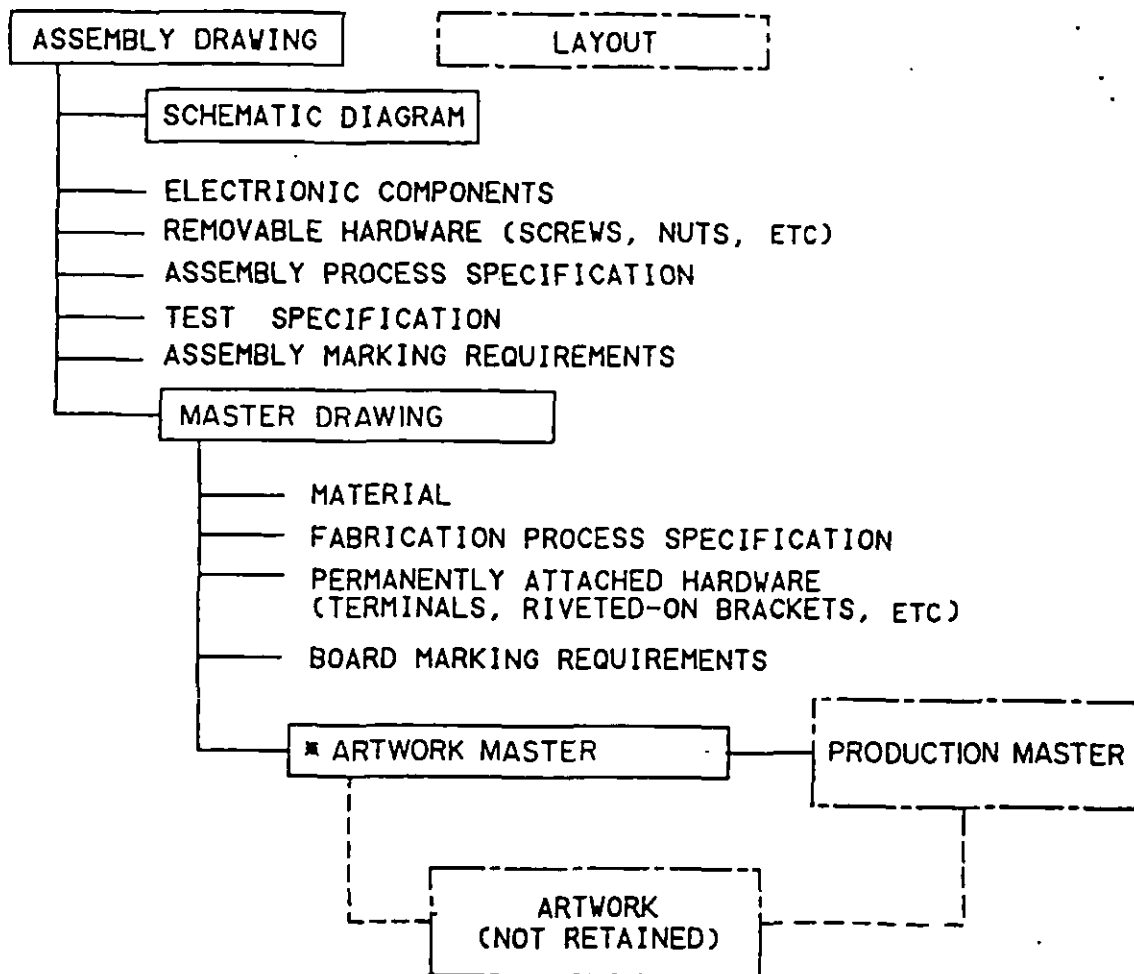 ASSEMBLY DRAWING
LAYOUT
SCHEMATIC DIAGRAM
ELECTRIONIC COMPONENTS
REMOVABLE HARDWARE (SCREWS, NUTS, ETC)
ASSEMBLY PROCESS SPECIFICATION
TEST SPECIFICATION
ASSEMBLY MARKING REQUIREMENTS
MASTER DRAWING
MATERIAL
FABRICATION PROCESS SPECIFICATION
PERMANENTLY ATTACHED HARDWARE
(TERMINALS, RIVETED-ON BRACKETS, ETC)
BOARD MARKING REQUIREMENTS
* ARTWORK MASTER
PRODUCTION MASTER
ARTWORK
(NOT RETAINED)